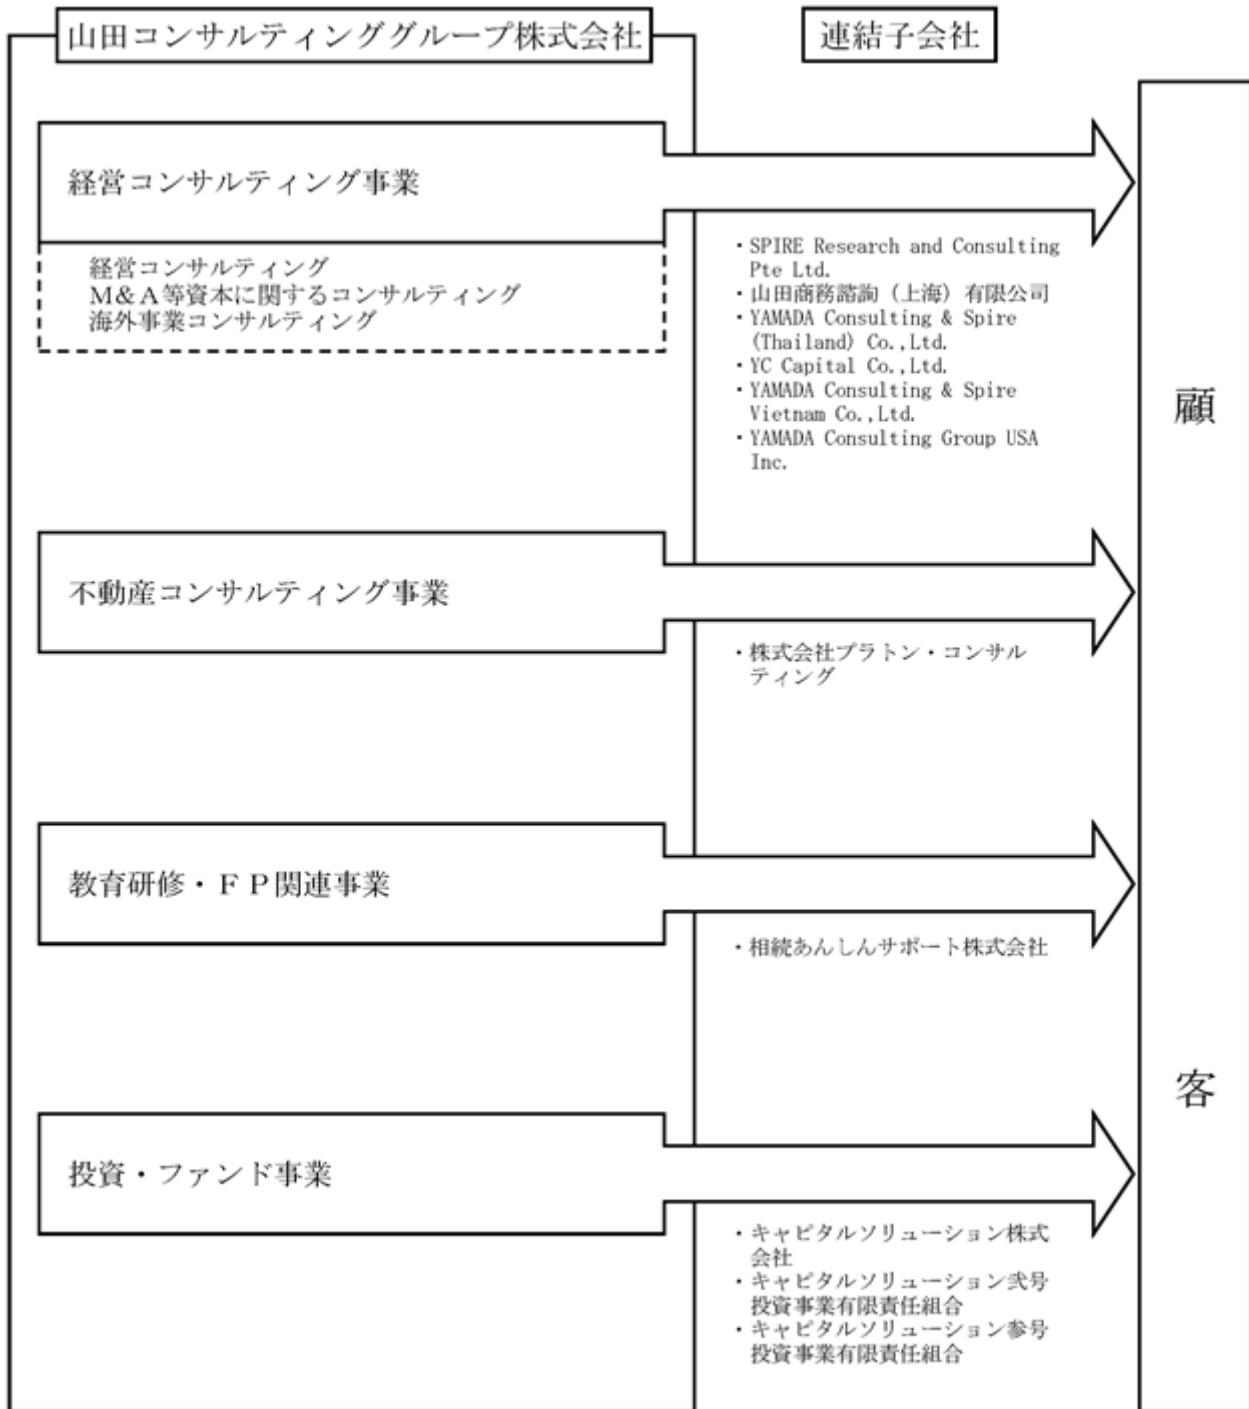 山田コンサルティンググループ株式会社
連結子会社
経営コンサルティング事業
経営コンサルティング
M&A等資本に関するコンサルティング
海外事業コンサルティング
・SPIRE Research and Consulting
Pte Ltd.
・山田商務諮詢（上海）有限公司
・YAMADA Consulting & Spire
(Thailand) Co.,Ltd.
・YC Capital Co.,Ltd.
・YAMADA Consulting & Spire
Vietnam Co.,Ltd.
・YAMADA Consulting Group USA
Inc.
不動産コンサルティング事業
・株式会社プラトン・コンサル
ティング
教育研修・ＦＰ関連事業
・相続あんしんサポート株式会社
投資・ファンド事業
・キャピタルソリューション株式
会社
・キャピタルソリューション弐号
投資事業有限責任組合
・キャピタルソリューション参号
投資事業有限責任組合
顧
客